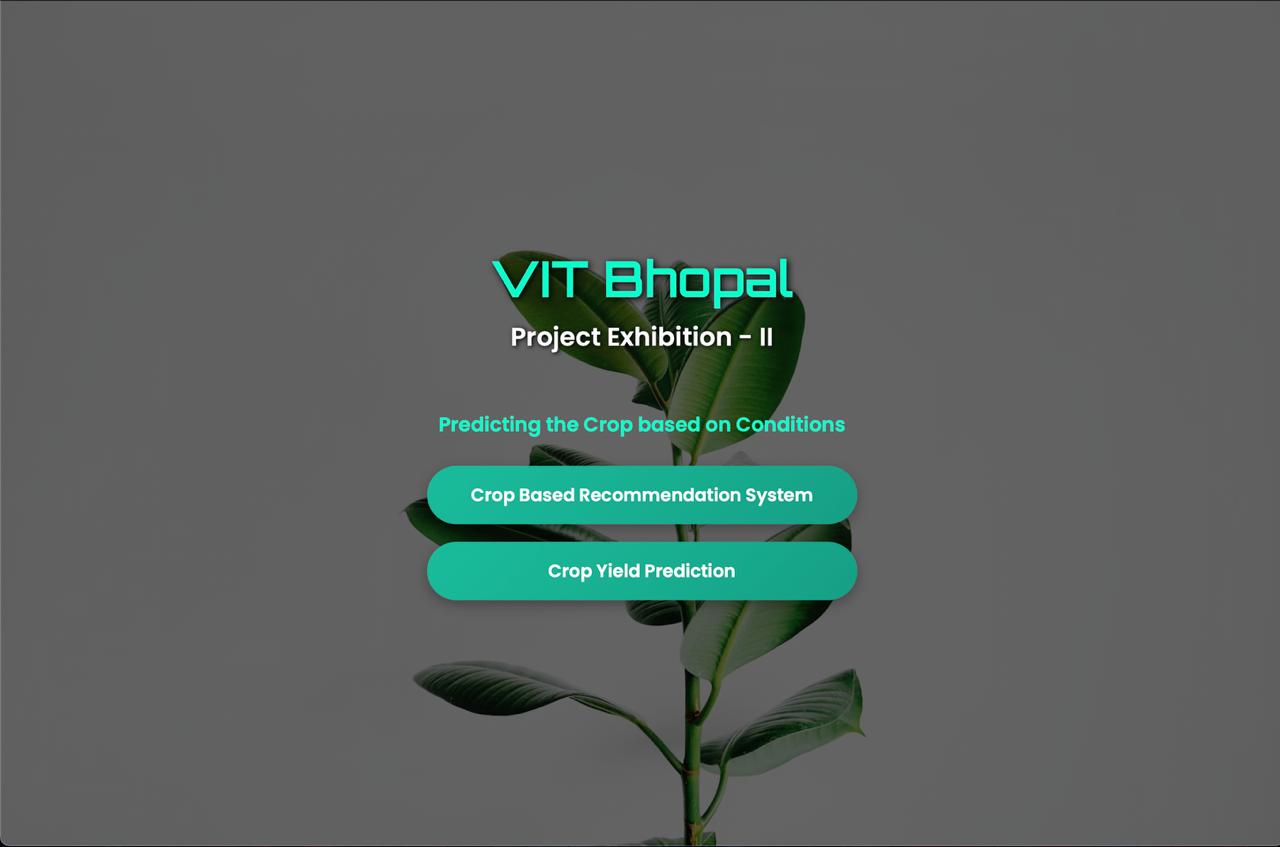 VIT Bhopal
Project Exhibition - II
Predicting the Crop based on Conditions
Crop Based Recommendation System
Crop Yield Prediction